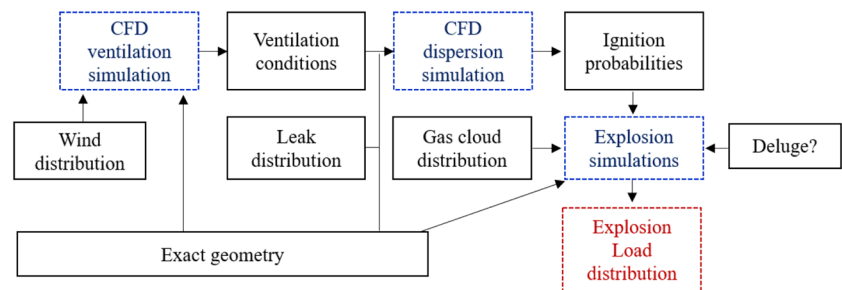 CFD
ventilation
simulation
Ventilation
conditions
CFD
dispersion
simulation
Ignition
probabilities
Wind
distribution
Leak
distribution
Gas cloud
distribution
Explosion
simulations
Deluge?
Exact geometry
Explosion
Load
distribution